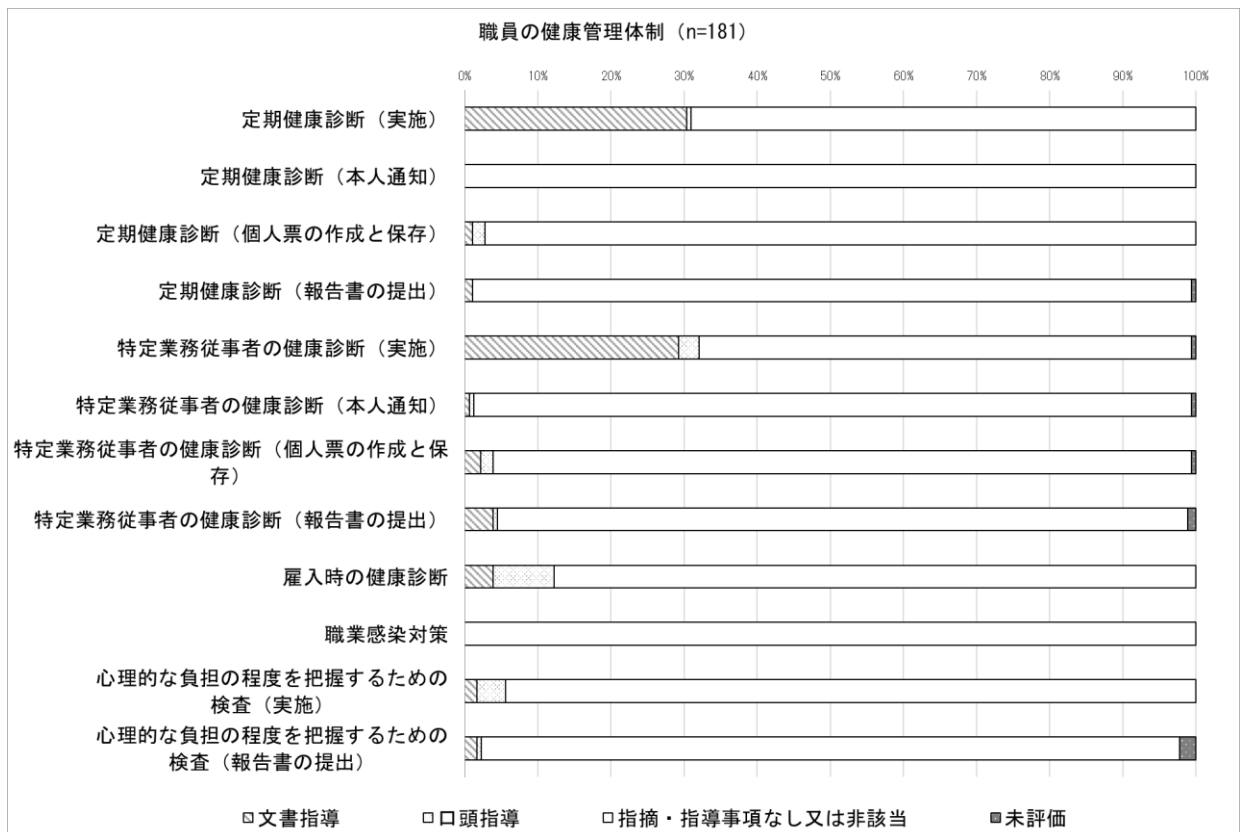 職員の健康管理体制（n=181）
0% 10% 20% 30% 40% 50% 60% 70% 80% 90% 100%
定期健康診断（実施）
定期健康診断（本人通知）
定期健康診断（個人票の作成と保存）
定期健康診断（報告書の提出）
特定業務従事者の健康診断（実施）
特定業務従事者の健康診断（本人通知）
特定業務従事者の健康診断（個人票の作成と保
存）
特定業務従事者の健康診断（報告書の提出）
雇入時の健康診断
職業感染対策
心理的な負担の程度を把握するための
検査（実施）
心理的な負担の程度を把握するための
検査（報告書の提出）
文書指導 口頭指導 指摘・指導事項なし又は非該当 未評価